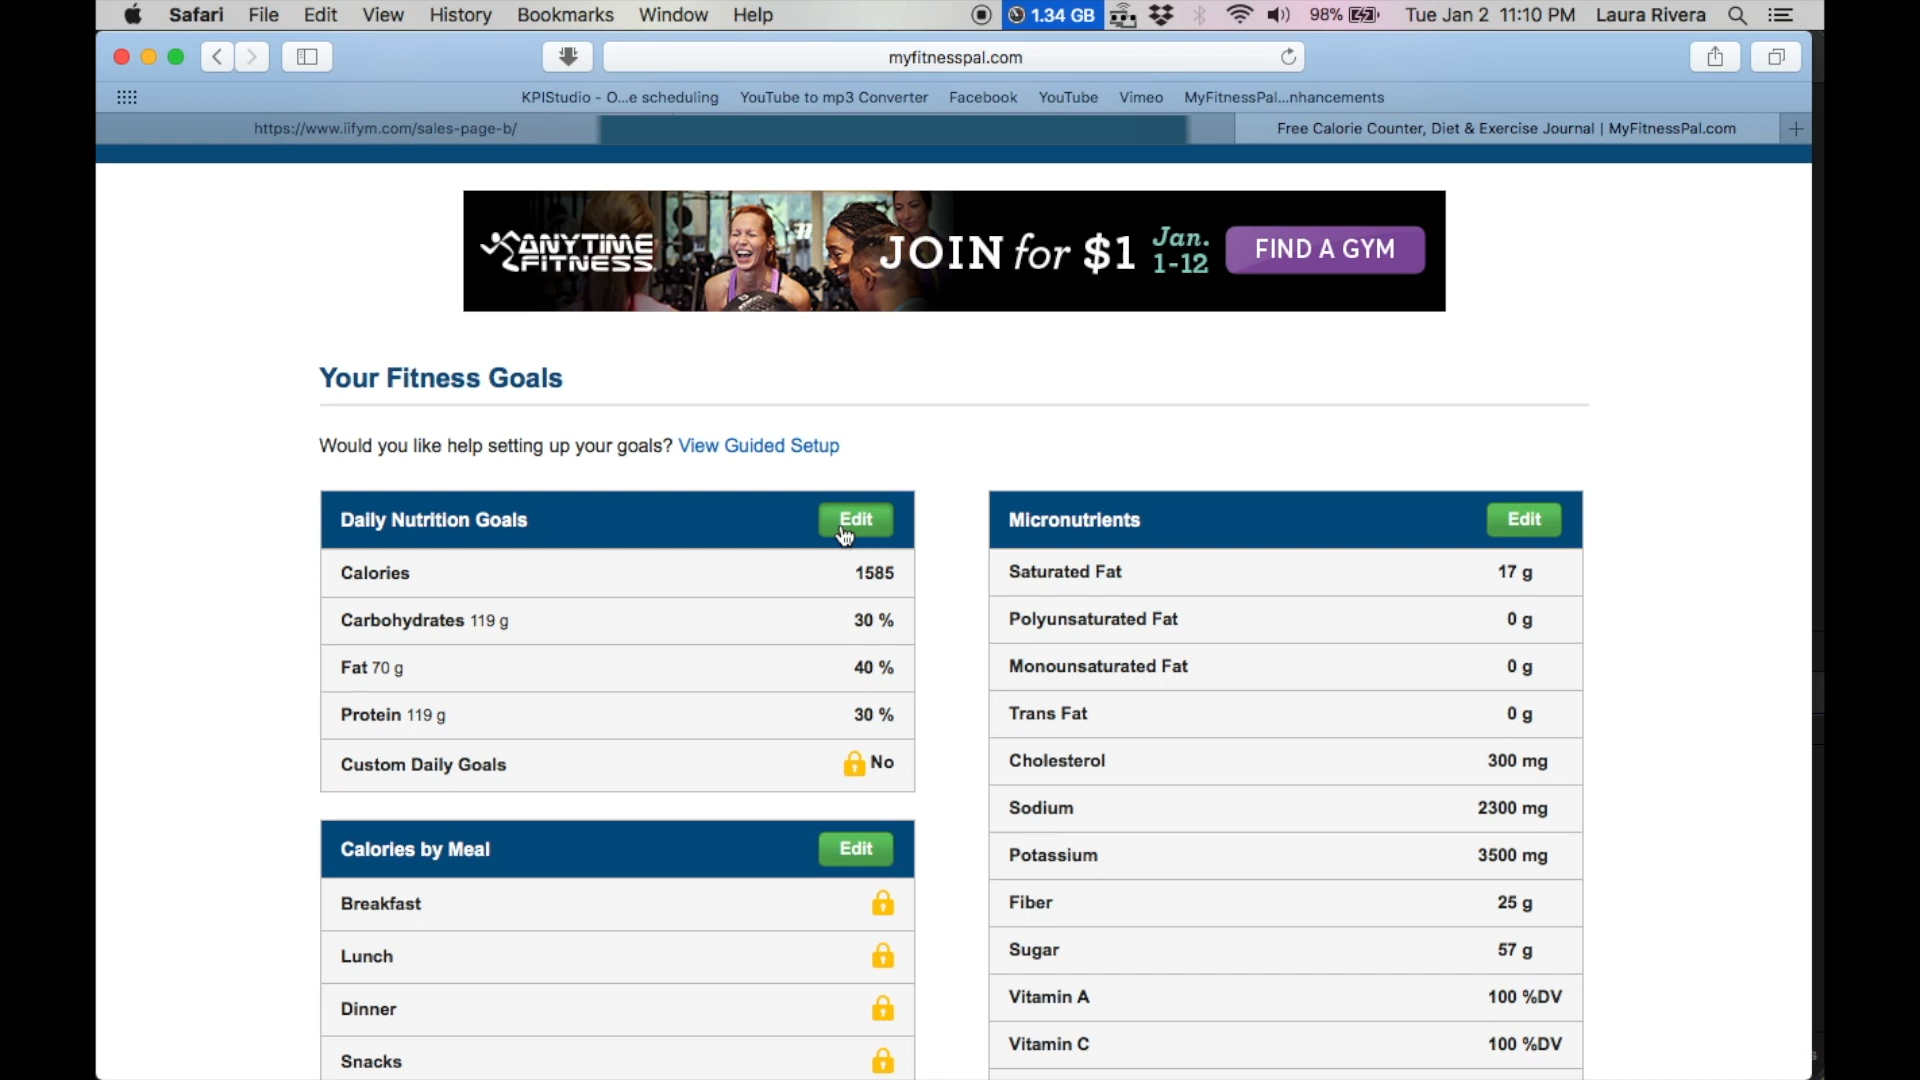 Safari File Edit View History Bookmarks Window Help 1.34 GB 98% Tue Jan 2 11:10 PM Laura Rivera
myfitnesspal.com
KPIStudio - O...e scheduling YouTube to mp3 Converter Facebook YouTube Vimeo MyFitnessPal...nhancements
https://www.iifym.com/sales-page-b/ Free Calorie Counter, Diet & Exercise Journal | MyFitnessPal.com
ANYTIME FITNESS JOIN for $1 Jan. 1-12 FIND A GYM
Your Fitness Goals
Would you like help setting up your goals? View Guided Setup
Daily Nutrition Goals Edit
Calories 1585
Carbohydrates 119 g 30 %
Fat 70 g 40 %
Protein 119 g 30 %
Custom Daily Goals No
Calories by Meal Edit
Breakfast
Lunch
Dinner
Snacks
Micronutrients Edit
Saturated Fat 17 g
Polyunsaturated Fat 0 g
Monounsaturated Fat 0 g
Trans Fat 0 g
Cholesterol 300 mg
Sodium 2300 mg
Potassium 3500 mg
Fiber 25 g
Sugar 57 g
Vitamin A 100 %DV
Vitamin C 100 %DV